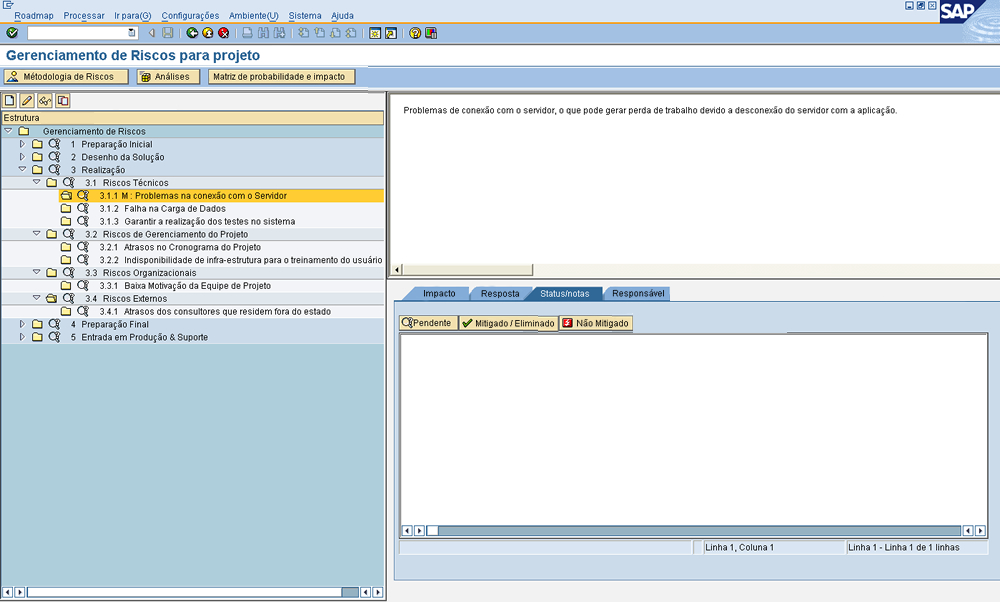 Roadmap Processar Ir para(G) Configurações Ambiente(U) Sistema Ajuda
SAP
Gerenciamento de Riscos para projeto
Métodologia de Riscos Análises Matriz de probabilidade e impacto
Estrutura
Gerenciamento de Riscos
1 Preparação Inicial
2 Desenho da Solução
3 Realização
3.1 Riscos Técnicos
3.1.1 M : Problemas na conexão com o Servidor
3.1.2 Falha na Carga de Dados
3.1.3 Garantir a realização dos testes no sistema
3.2 Riscos de Gerenciamento do Projeto
3.2.1 Atrasos no Cronograma do Projeto
3.2.2 Indisponibilidade de infra-estrutura para o treinamento do usuário
3.3 Riscos Organizacionais
3.3.1 Baixa Motivação da Equipe de Projeto
3.4 Riscos Externos
3.4.1 Atrasos dos consultores que residem fora do estado
4 Preparação Final
5 Entrada em Produção & Suporte
Problemas de conexão com o servidor, o que pode gerar perda de trabalho devido a desconexão do servidor com a aplicação.
Impacto Resposta Status/notas Responsável
Pendente Mitigado / Eliminado Não Mitigado
Linha 1, Coluna 1 Linha 1 - Linha 1 de 1 linhas